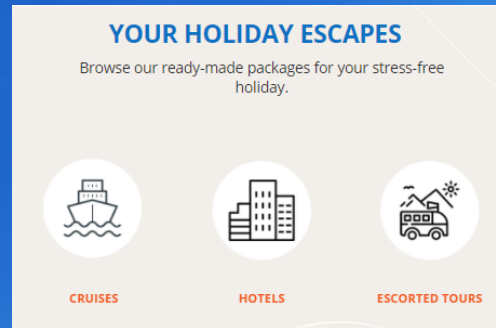 YOUR HOLIDAY ESCAPES
Browse our ready-made packages for your stress-free
holiday.
CRUISES
HOTELS
ESCORTED TOURS